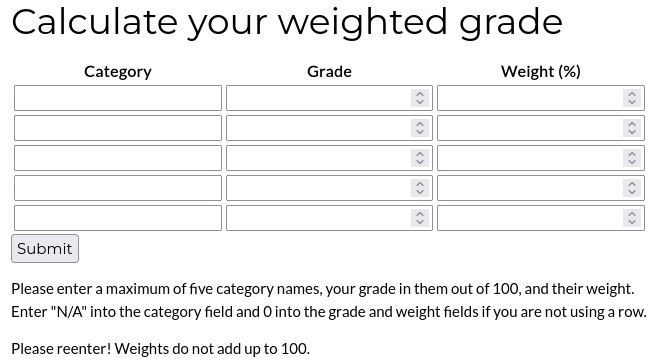 Calculate your weighted grade
Category Grade Weight (%)
Submit
Please enter a maximum of five category names, your grade in them out of 100, and their weight.
Enter "N/A" into the category field and 0 into the grade and weight fields if you are not using a row.
Please reenter! Weights do not add up to 100.